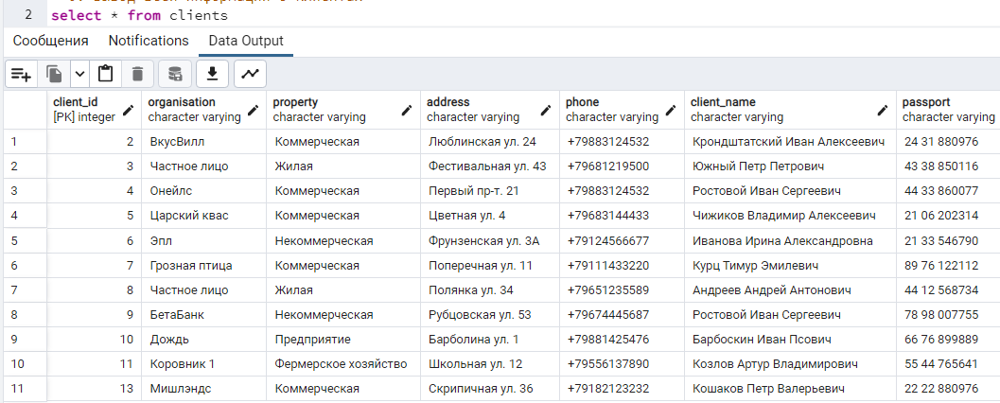 2 select * from clients
Сообщения Notifications Data Output
client_id organisation property address phone client_name passport
[PK] integer character varying character varying character varying character varying character varying character varying
1 2 ВкусВилл Коммерческая Люблинская ул. 24 +79883124532 Кронштатский Иван Алексеевич 24 31 880976
2 3 Частное лицо Жилая Фестивальная ул. 43 +79681219500 Южный Петр Петрович 43 38 850116
3 4 Онейлс Коммерческая Первый пр-т. 21 +79883124532 Ростовой Иван Сергеевич 44 33 860077
4 5 Царский квас Коммерческая Цветная ул. 4 +79683144433 Чижиков Владимир Алексеевич 21 06 202314
5 6 Эпл Некоммерческая Фрунзенская ул. 3А +79124566677 Иванова Ирина Александровна 21 33 546790
6 7 Грозная птица Коммерческая Поперечная ул. 11 +79111433220 Курц Тимур Эмилевич 89 76 122112
7 8 Частное лицо Жилая Полянка ул. 34 +79651235589 Андреев Андрей Антонович 44 12 568734
8 9 БетаБанк Некоммерческая Рубцовская ул. 53 +79674445687 Ростовой Иван Сергеевич 78 98 007755
9 10 Дождь Предприятие Барболина ул. 1 +79881425476 Барбоскин Иван Псович 66 76 899889
10 11 Коровник 1 Фермерское хозяйство Школьная ул. 12 +79556137890 Козлов Артур Владимирович 55 44 765641
11 13 Мишлэндс Коммерческая Скрипичная ул. 36 +79182123232 Кошаков Петр Валерьевич 22 22 880976